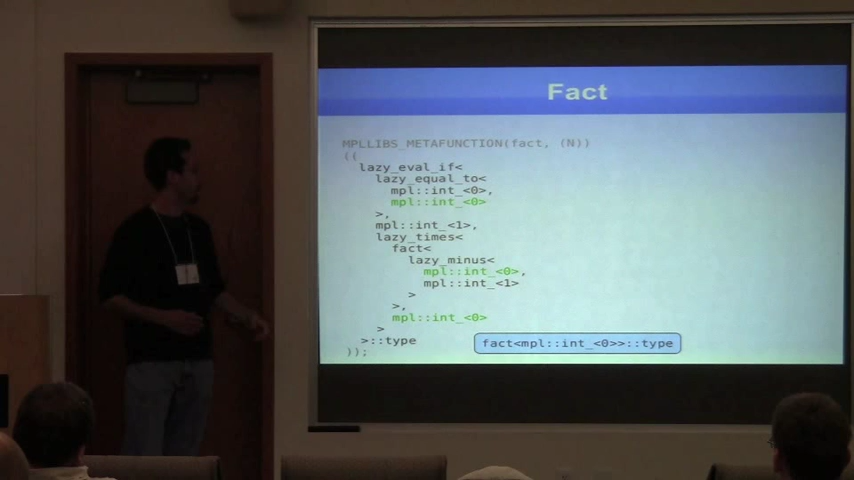 Fact
MPLLIBS_METAFUNCTION(fact, (N))
((
lazy_eval_if<
lazy_equal_to<
mpl::int_<0>,
mpl::int_<0>
>,
mpl::int_<1>,
lazy_times<
fact<
lazy_minus<
mpl::int_<0>,
mpl::int_<1>
>
>,
mpl::int_<0>
>
>::type
));
fact<mpl::int_<0>>::type